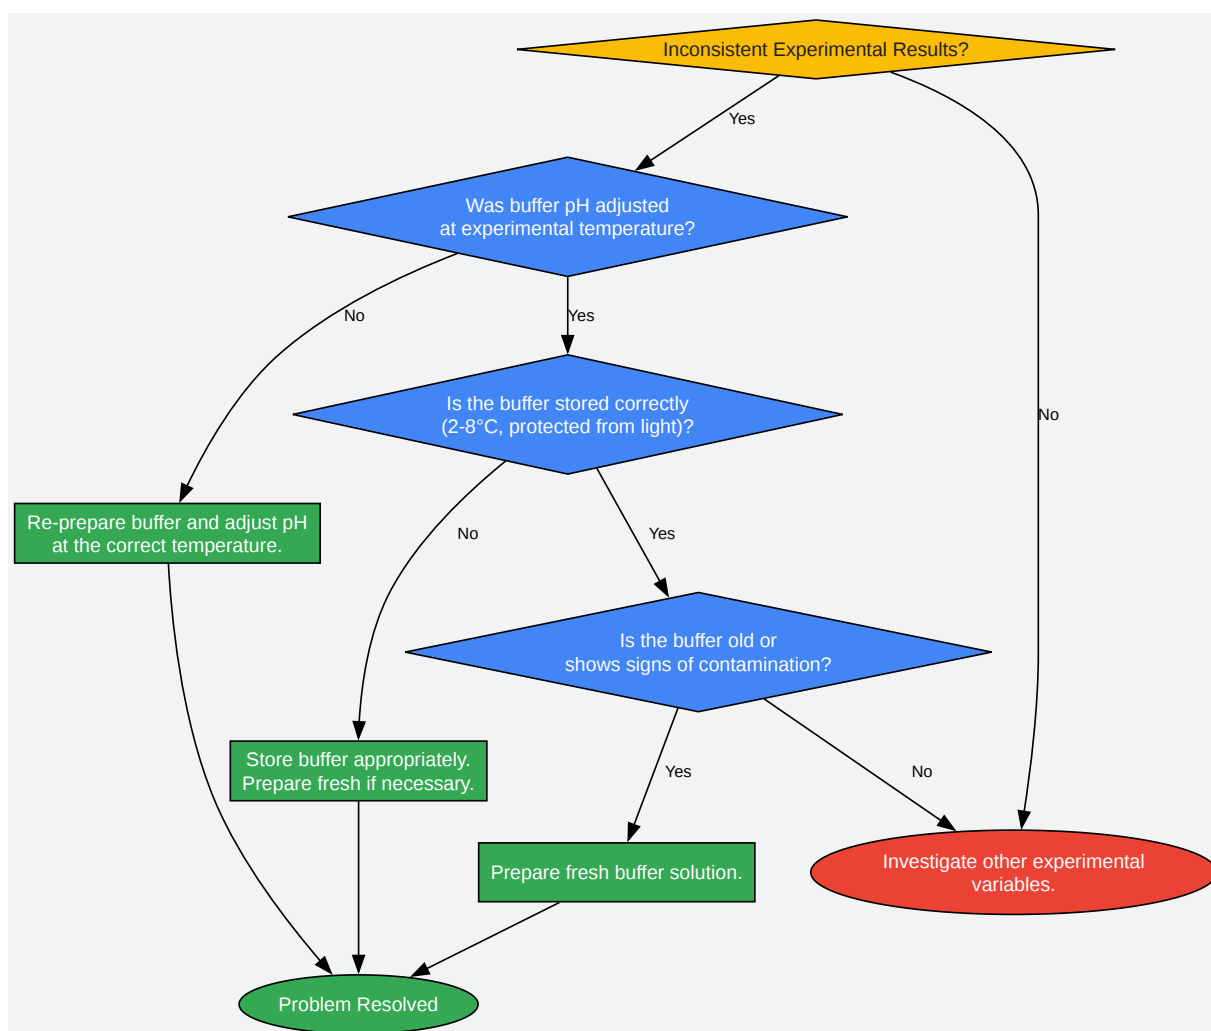 Inconsistent Experimental Results?
Yes
Was buffer pH adjusted
at experimental temperature?
No
Yes
Is the buffer stored correctly
(2-8°C, protected from light)?
No
Re-prepare buffer and adjust pH
at the correct temperature.
No
Yes
Is the buffer old or
shows signs of contamination?
Store buffer appropriately.
Prepare fresh if necessary.
Yes
No
Prepare fresh buffer solution.
Investigate other experimental
variables.
Problem Resolved